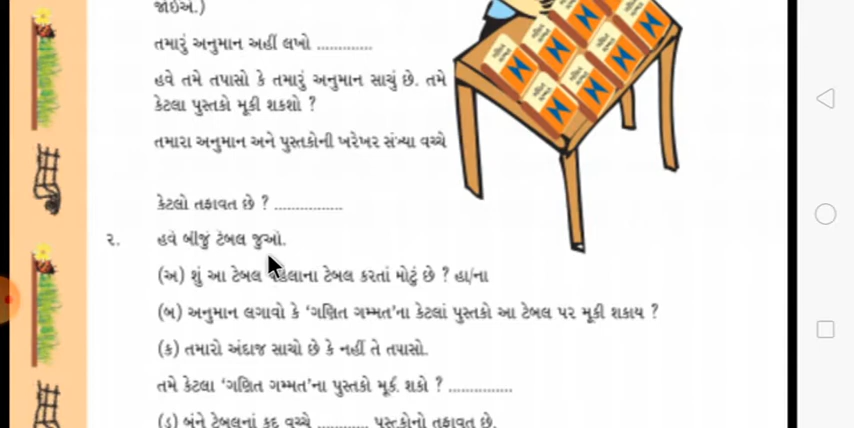 જોઇએ.)
તમારું અનુમાન અહીં લખો .............
હવે તમે તપાસો કે તમારું અનુમાન સાચું છે. તમે
કેટલા પુસ્તકો મૂકી શકશો ?
તમારા અનુમાન અને પુસ્તકોની ખરેખર સંખ્યા વચ્ચે
કેટલો તફાવત છે ? ................
૨. હવે બીજું ટેબલ જુઓ.
(અ) શું આ ટેબલ પહેલાના ટેબલ કરતાં મોટું છે ? હા/ના
(બ) અનુમાન લગાવો કે ‘ગણિત ગમ્મત’ના કેટલાં પુસ્તકો આ ટેબલ પર મૂકી શકાય ?
(ક) તમારો અંદાજ સાચો છે કે નહીં તે તપાસો.
તમે કેટલા ‘ગણિત ગમ્મત’ના પુસ્તકો મૂકી શકો ? ...............
(ડ) બંને ટેબલનાં કદ વચ્ચે ............ પુસ્તકોનો તફાવત છે.